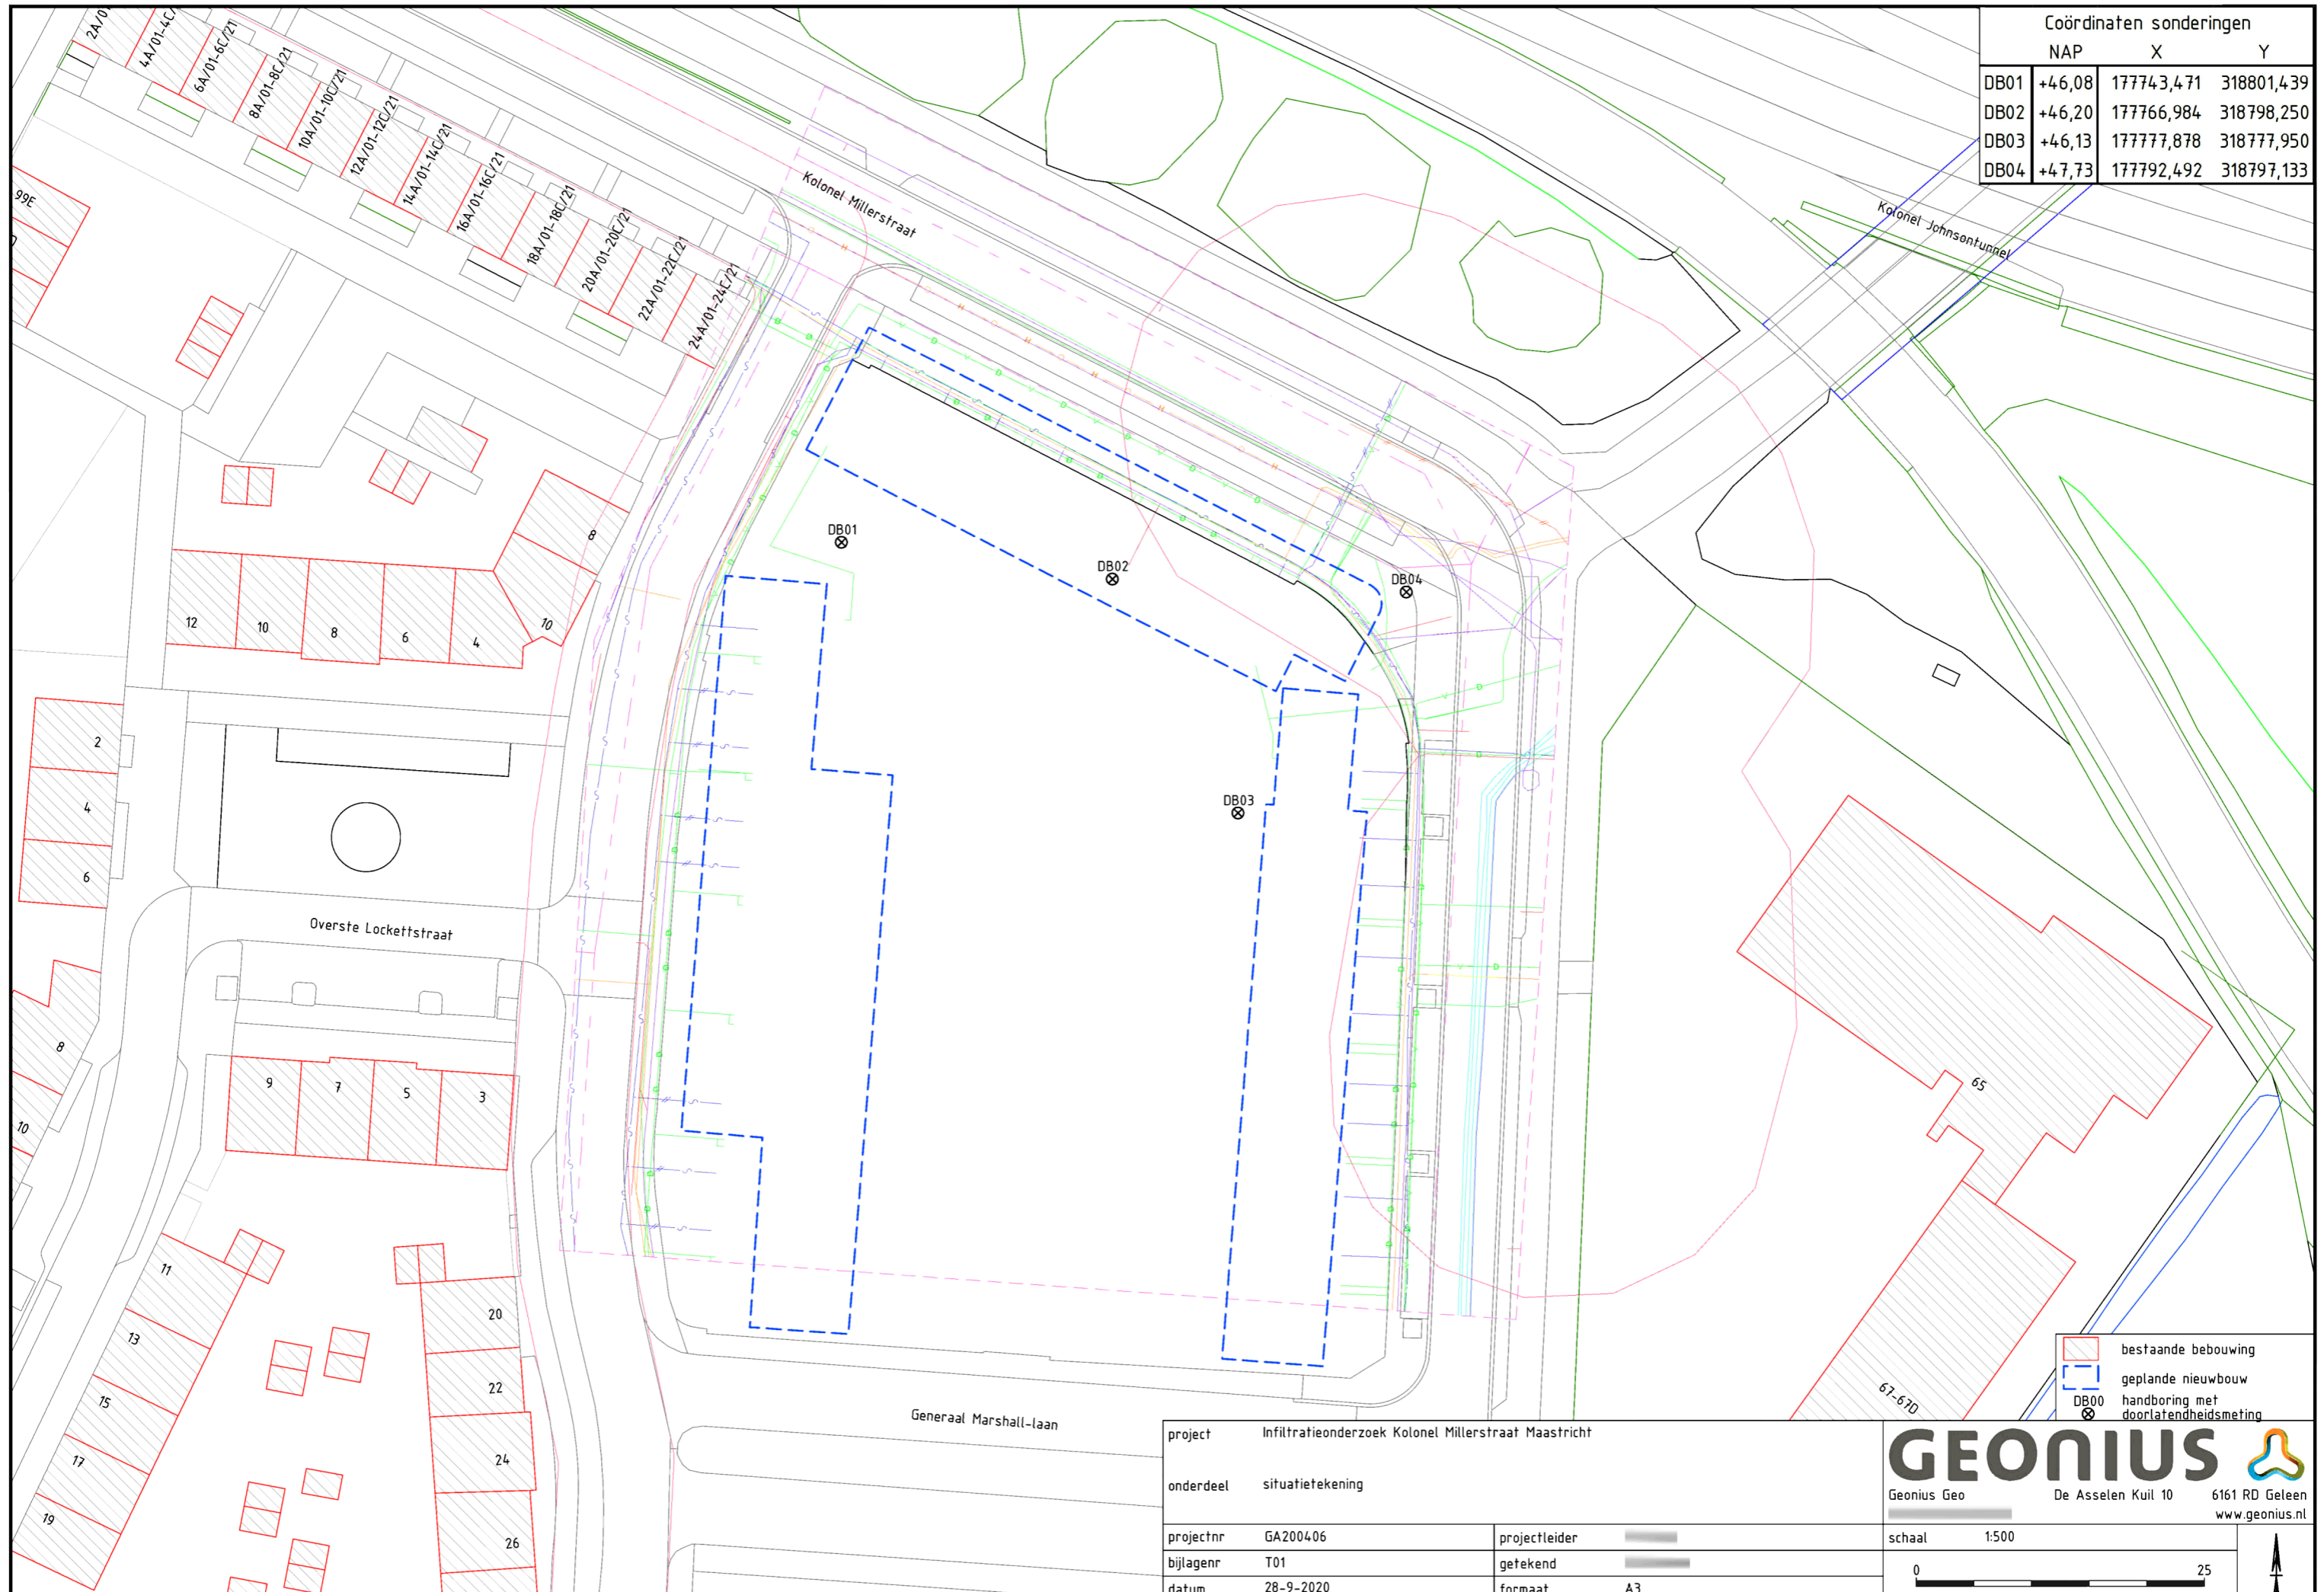 Coördinaten sonderingen
NAP X Y
DB01 +46,08 177743,471 318801,439
DB02 +46,20 177766,984 318798,250
DB03 +46,13 177777,878 318777,950
DB04 +47,73 177792,492 318797,133
4A/01-4C/
6A/01-6C/21
8A/01-8C/21
10A/01-10C/21
12A/01-12C/21
14A/01-14C/21
16A/01-16C/21
18A/01-18C/21
20A/01-20C/21
22A/01-22C/21
24A/01-24C/21
99E
Kolonel Millerstraat
Kolonel Johnsontunnel
DB01
DB02
DB04
DB03
8
10
12
10
8
6
4
2
4
6
Overste Lockettstraat
8
10
9
7
5
3
11
13
15
17
19
20
22
24
26
65
67-67D
Generaal Marshall-laan
bestaande bebouwing
geplande nieuwbouw
DB00 handboring met
doorlatendheidsmeting
project Infiltratieonderzoek Kolonel Millerstraat Maastricht
onderdeel situatietekening
projectnr GA200406 projectleider
bijlagenr T01 getekend
datum 28-9-2020 formaat A3
GEONIUS
Geonius Geo De Asselen Kuil 10 6161 RD Geleen
www.geonius.nl
schaal 1:500
0 25